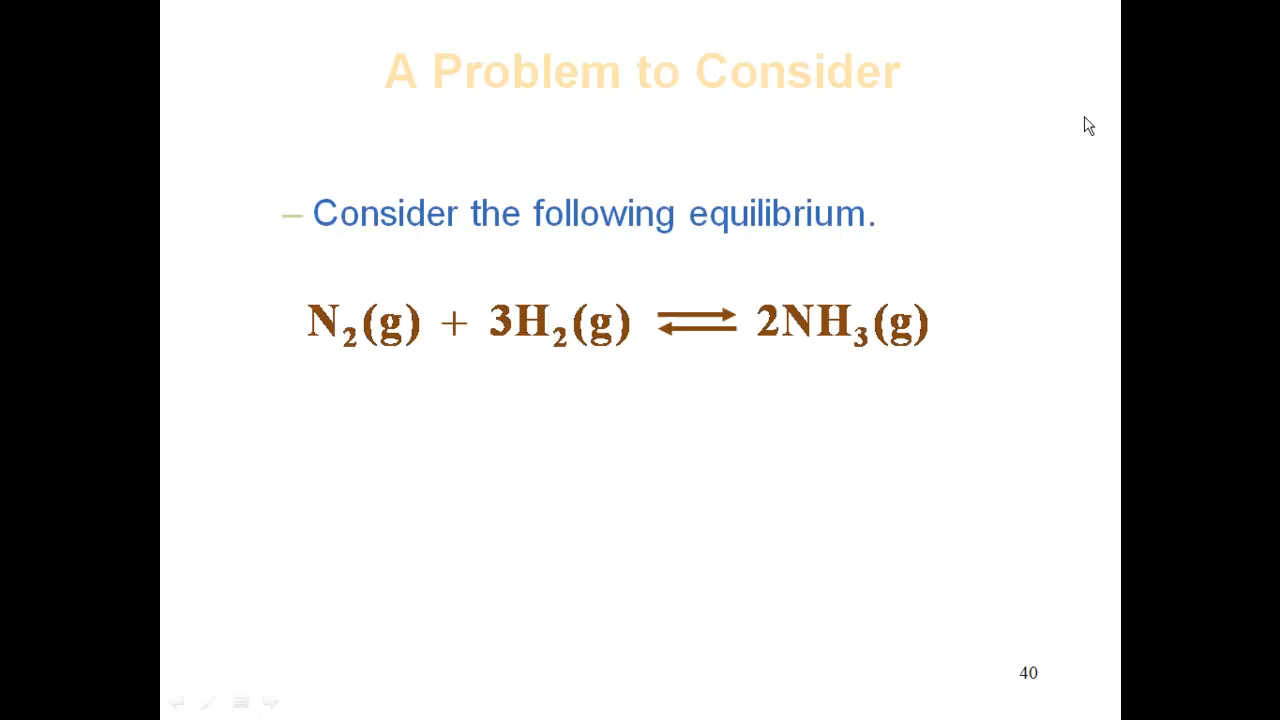 A Problem to Consider
– Consider the following equilibrium.
N₂(g) + 3H₂(g) ⇌ 2NH₃(g)
40